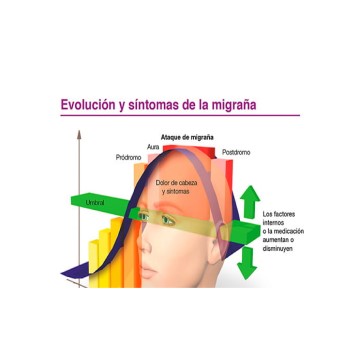 Evolución y síntomas de la migraña
Ataque de migraña
Aura
Pródromo
Postdromo
Dolor de cabeza
y síntomas
Umbral
Los factores
internos
o la medicación
aumentan o
disminuyen